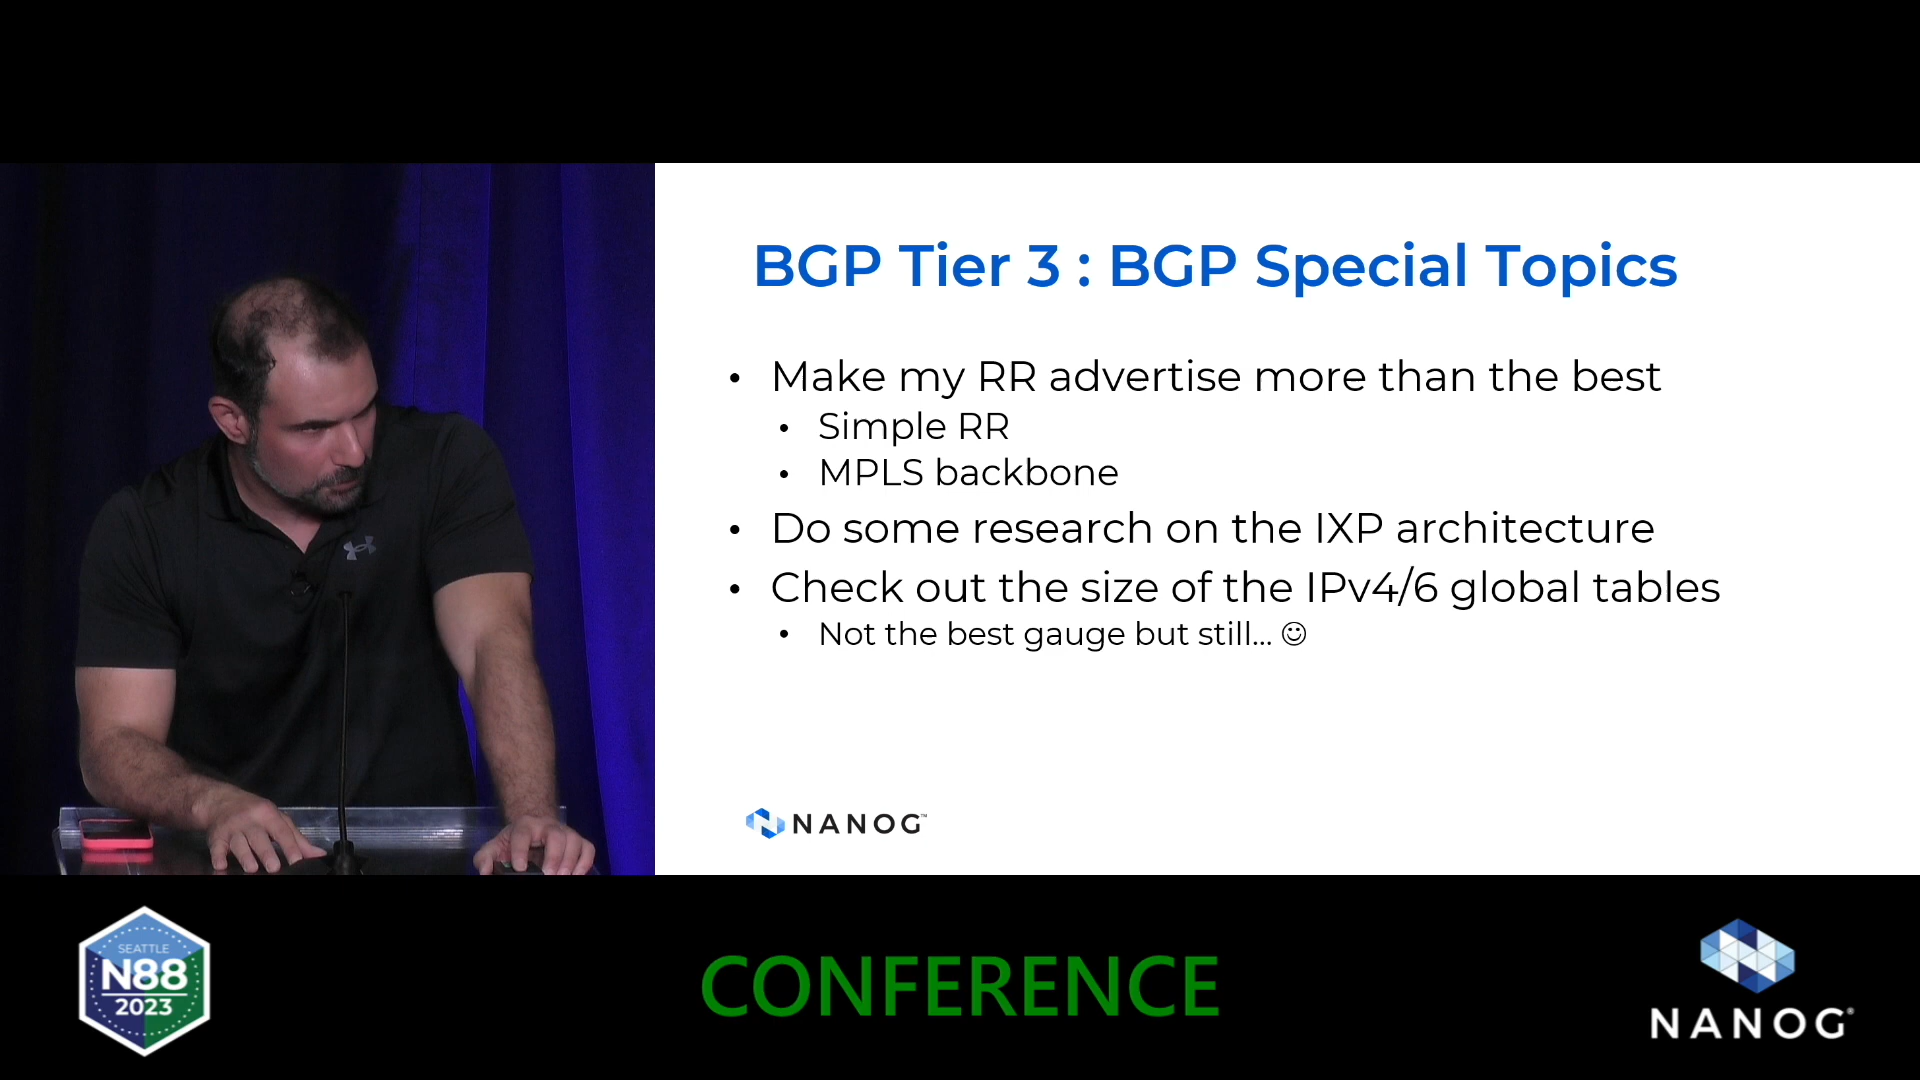 BGP Tier 3 : BGP Special Topics
• Make my RR advertise more than the best
• Simple RR
• MPLS backbone
• Do some research on the IXP architecture
• Check out the size of the IPv4/6 global tables
• Not the best gauge but still... ☺
NANOG™
SEATTLE
N88
2023
CONFERENCE
NANOG®